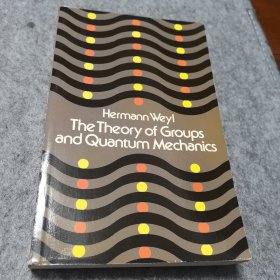 Hermann Weyl
The Theory of Groups
and Quantum Mechanics